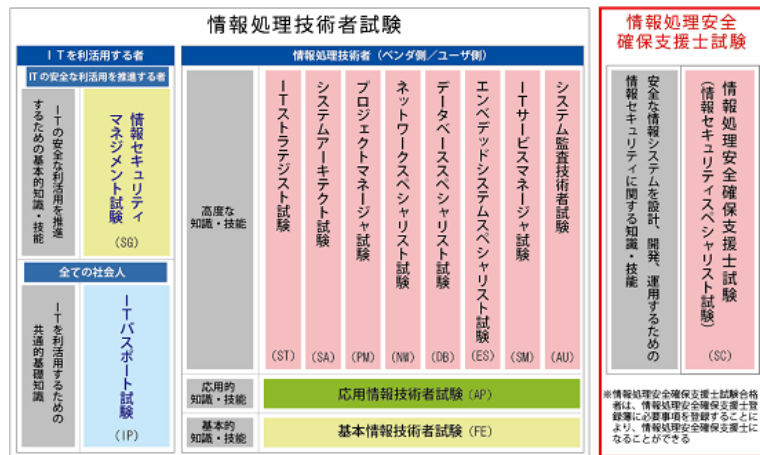 情報処理技術者試験
ITを利活用する者
ITの安全な利活用を推進する者
ITの安全な利活用を推進
するための基本的知識・技能
情報セキュリティ
マネジメント試験
(SG)
全ての社会人
ITを利活用するための
共通的基礎知識
ITパスポート試験
(IP)
情報処理技術者（ベンダ側／ユーザ側）
高度な
知識・技能
ITストラテジスト試験
(ST)
システムアーキテクト試験
(SA)
プロジェクトマネージャ試験
(PM)
ネットワークスペシャリスト試験
(NW)
データベーススペシャリスト試験
(DB)
エンベデッドシステムスペシャリスト試験
(ES)
ITサービスマネージャ試験
(SM)
システム監査技術者試験
(AU)
応用的
知識・技能
応用情報技術者試験(AP)
基本的
知識・技能
基本情報技術者試験(FE)
情報処理安全
確保支援士試験
安全な情報システムを設計、開発、運用するための
情報セキュリティに関する知識・技能
情報処理安全確保支援士試験
（情報セキュリティスペシャリスト試験）
(SC)
※情報処理安全確保支援士試験合格
者は、情報処理安全確保支援士登
録簿に必要事項を登録することに
より、情報処理安全確保支援士に
なることができる